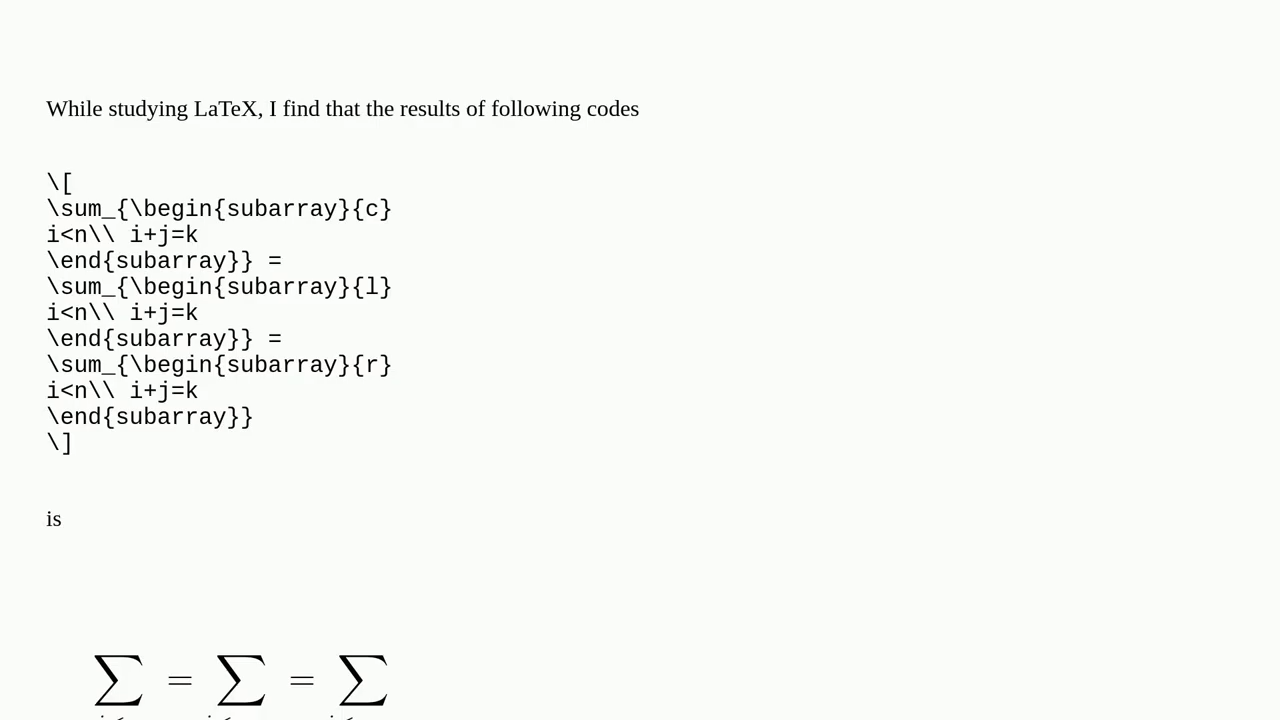 While studying LaTeX, I find that the results of following codes
\[
\sum_{\begin{subarray}{c}
i<n\\ i+j=k
\end{subarray}} =
\sum_{\begin{subarray}{l}
i<n\\ i+j=k
\end{subarray}} =
\sum_{\begin{subarray}{r}
i<n\\ i+j=k
\end{subarray}}
\]
is
∑ = ∑ = ∑